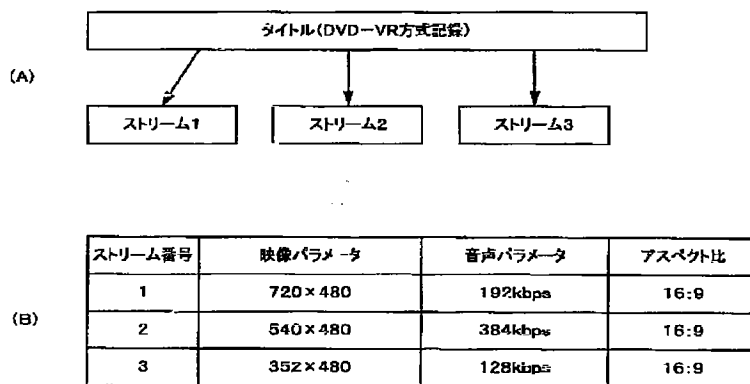 タイトル(DVD-VR方式記録)
(A)
ストリーム1 ストリーム2 ストリーム3
ストリーム番号 映像パラメータ 音声パラメータ アスペクト比
1 720×480 192kbps 16:9
(B)
2 540×480 384kbps 16:9
3 352×480 128kbps 16:9